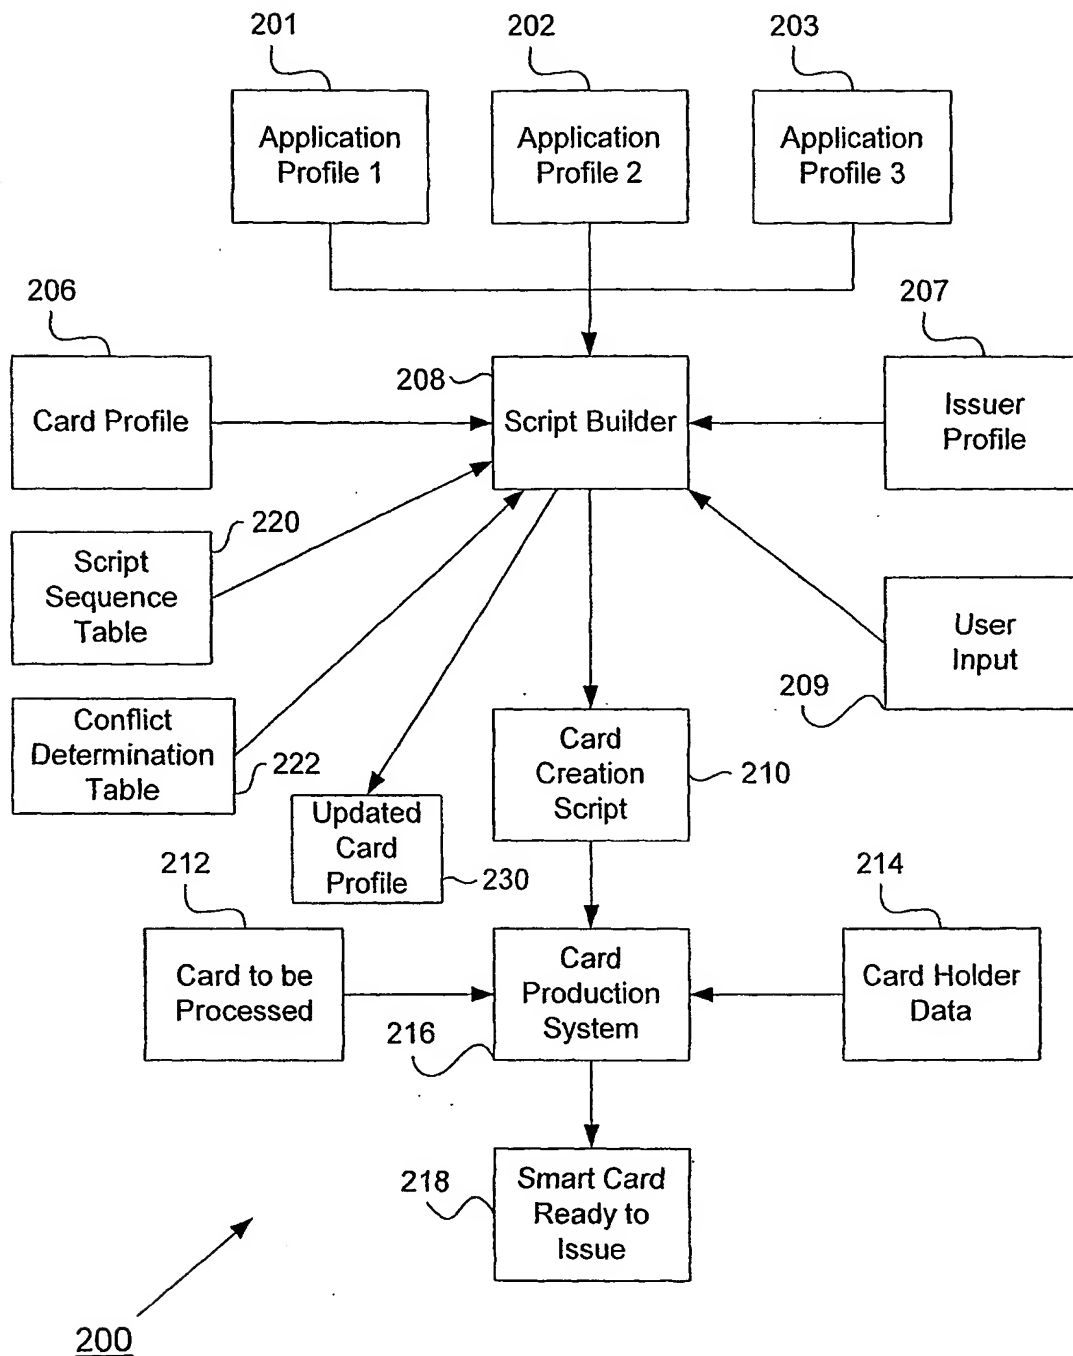 201
202
203
Application
Profile 1
Application
Profile 2
Application
Profile 3
206
207
208
Card Profile
Script Builder
Issuer
Profile
220
Script
Sequence
Table
User
Input
209
Conflict
Determination
Table
222
Card
Creation
Script
210
Updated
Card
Profile
230
212
214
Card to be
Processed
Card
Production
System
216
Card Holder
Data
218
Smart Card
Ready to
Issue
200